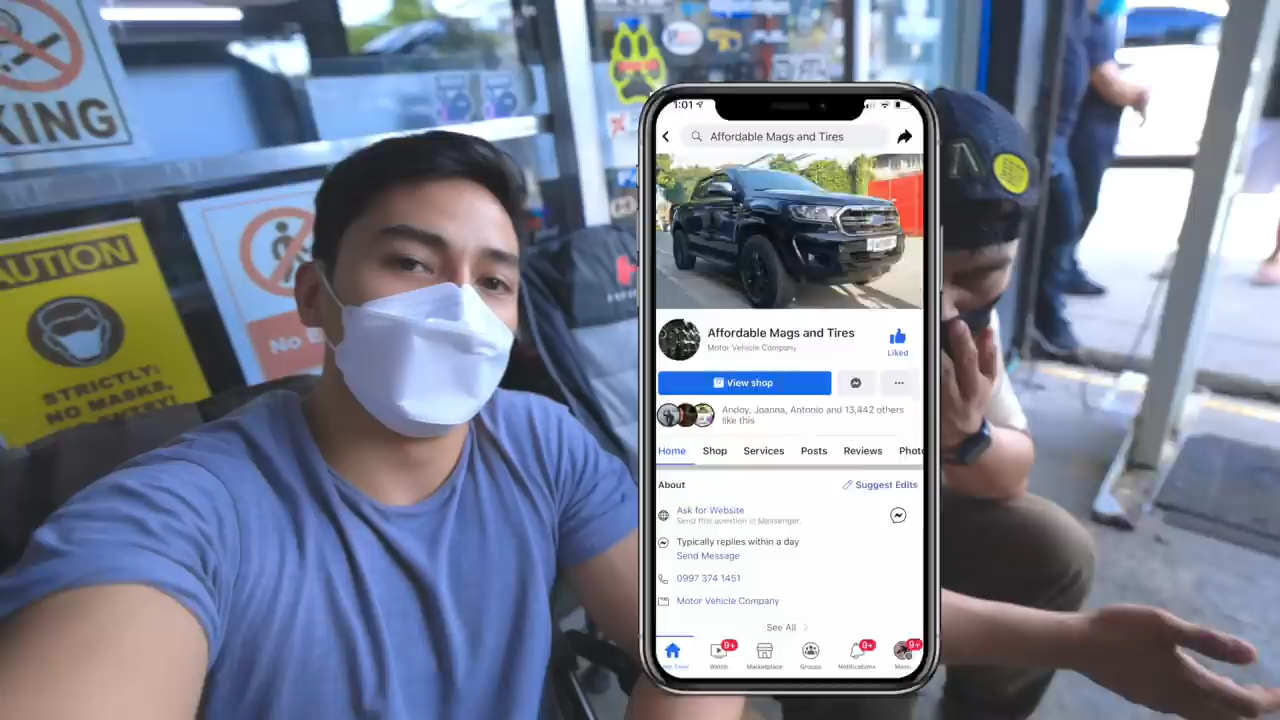 KING
CAUTION
STRICTLY:
NO MASKS,
No E
1:01
Affordable Mags and Tires
Affordable Mags and Tires
Motor Vehicle Company
Liked
View shop
Andoy, Joanna, Antonio and 13,442 others
like this
Home Shop Services Posts Reviews Photo
About
Suggest Edits
Ask for Website
Send this question in Messenger.
Typically replies within a day
Send Message
0997 374 1451
Motor Vehicle Company
See All
Watch Marketplace Groups Notifications Menu
9+ 9+ 9+